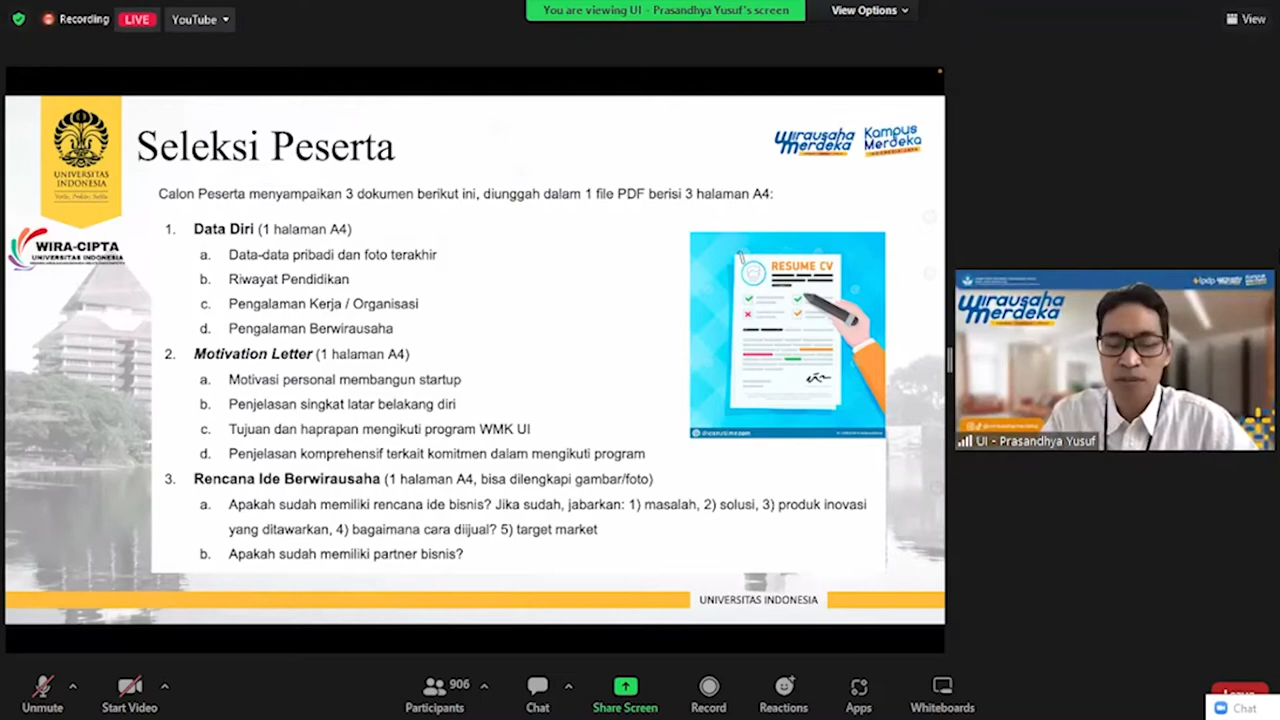 Recording
LIVE
YouTube
You are viewing UI - Prasandhya Yusuf's screen
View Options
View
UNIVERSITAS
INDONESIA
Seleksi Peserta
wirausaha
merdeka
Kampus
Merdeka
INDONESIA JAYA
WIRA-CIPTA
UNIVERSITAS INDONESIA
Calon Peserta menyampaikan 3 dokumen berikut ini, diunggah dalam 1 file PDF berisi 3 halaman A4:
1. Data Diri (1 halaman A4)
a. Data-data pribadi dan foto terakhir
b. Riwayat Pendidikan
c. Pengalaman Kerja / Organisasi
d. Pengalaman Berwirausaha
2. Motivation Letter (1 halaman A4)
a. Motivasi personal membangun startup
b. Penjelasan singkat latar belakang diri
c. Tujuan dan haprapan mengikuti program WMK UI
d. Penjelasan komprehensif terkait komitmen dalam mengikuti program
3. Rencana Ide Berwirausaha (1 halaman A4, bisa dilengkapi gambar/foto)
a. Apakah sudah memiliki rencana ide bisnis? Jika sudah, jabarkan: 1) masalah, 2) solusi, 3) produk inovasi
yang ditawarkan, 4) bagaimana cara diijual? 5) target market
b. Apakah sudah memiliki partner bisnis?
RESUME CV
UNIVERSITAS INDONESIA
lpdp
wirausaha
merdeka
UI - Prasandhya Yusuf
Unmute
Start Video
906
Participants
Chat
Share Screen
Record
Reactions
Apps
Whiteboards
Leave
Chat